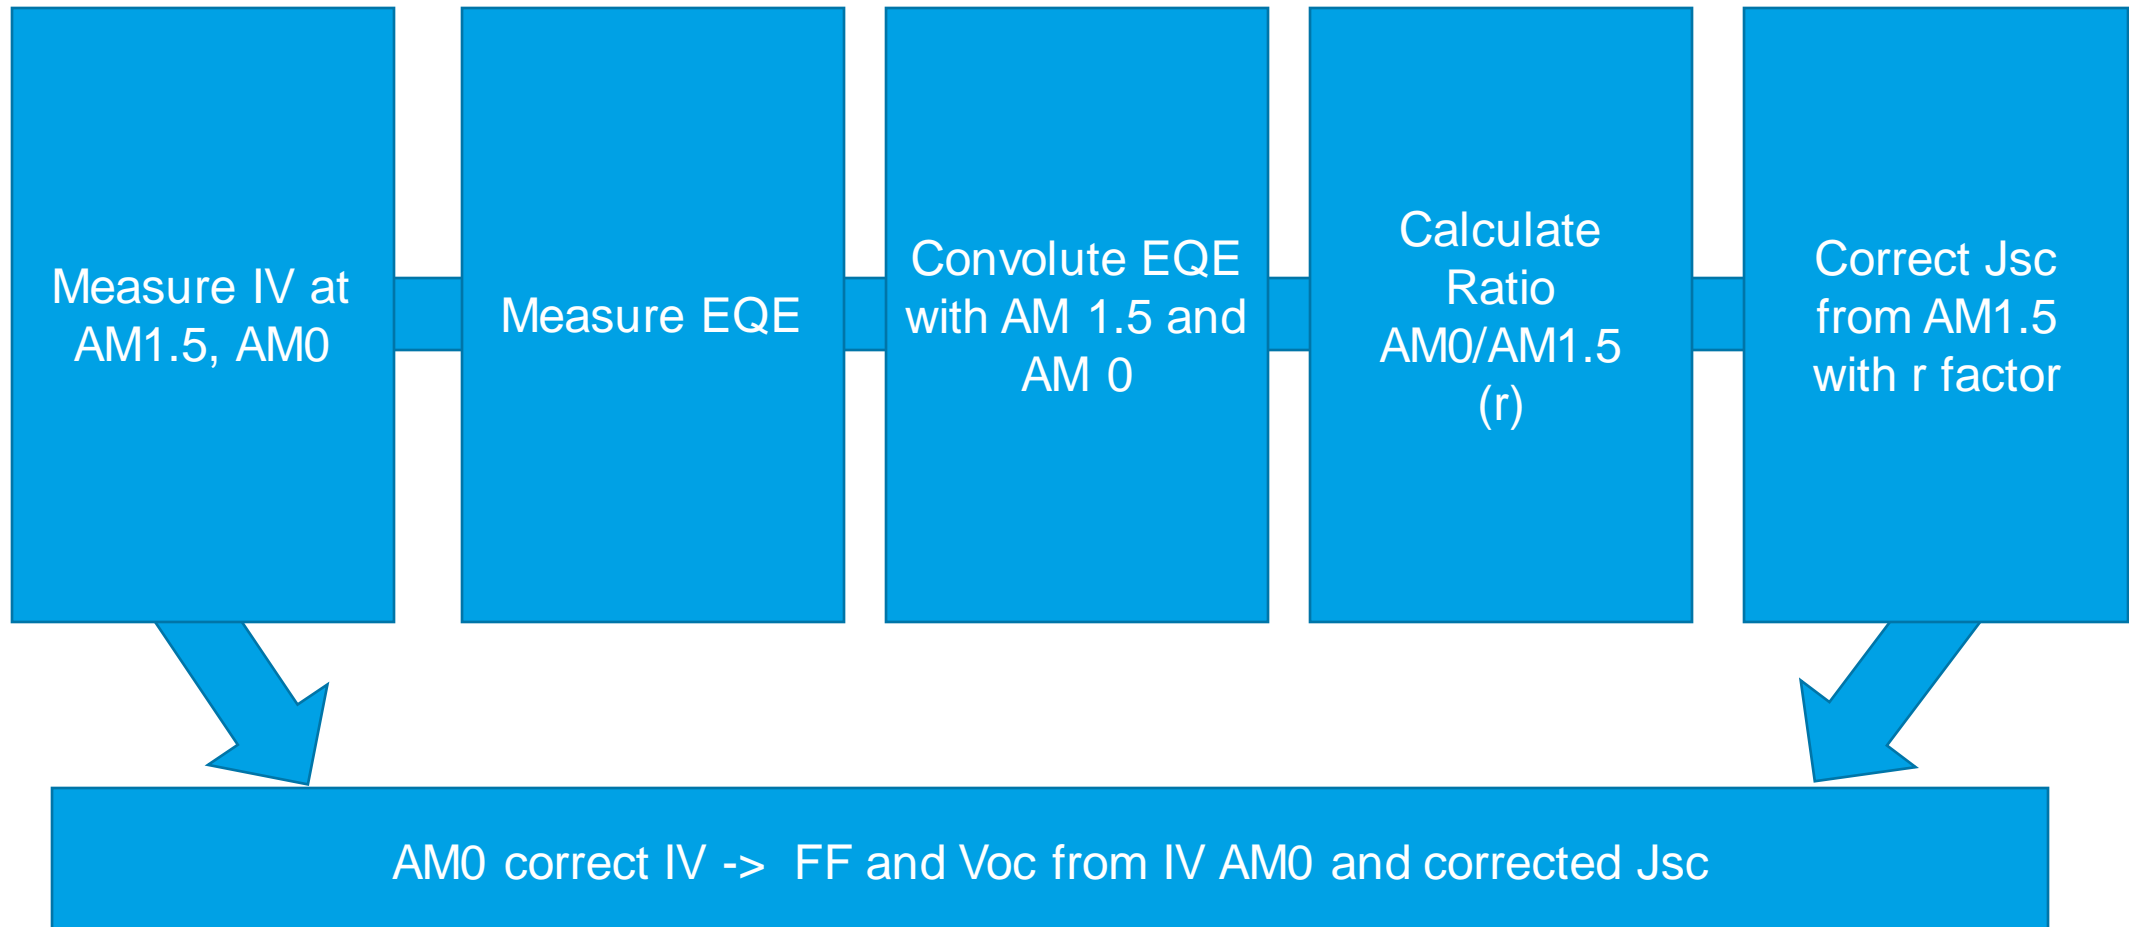 Measure IV at
AM1.5, AM0
Measure EQE
Convolute EQE
with AM 1.5 and
AM 0
Calculate
Ratio
AM0/AM1.5
(r)
Correct Jsc
from AM1.5
with r factor
AM0 correct IV -> FF and Voc from IV AM0 and corrected Jsc